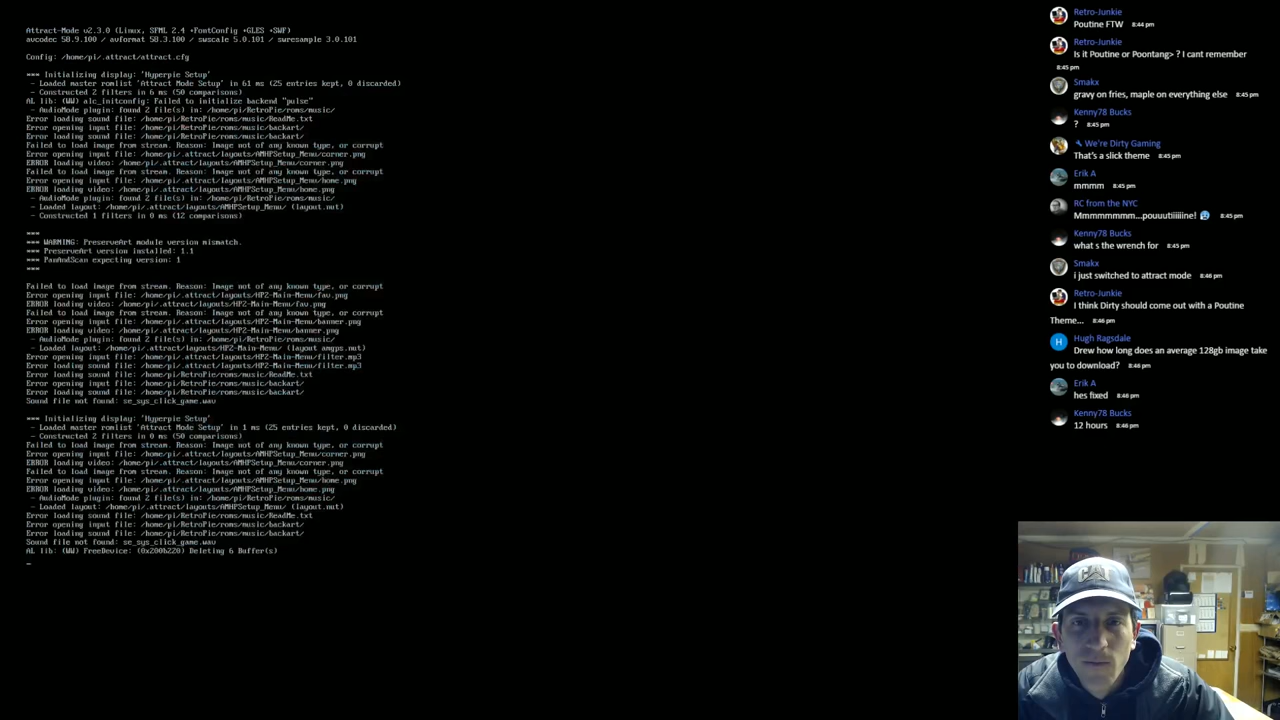 Attract-Mode v2.3.0 (Linux, SFML 2.4 +FontConfig +GLES +SWF)
avcodec 58.9.100 / avformat 58.3.100 / swscale 5.0.101 / swresample 3.0.101
Config: /home/pi/.attract/attract.cfg
*** Initializing display: 'Hyperpie Setup'
- Loaded master romlist 'Attract Mode Setup' in 61 ms (25 entries kept, 0 discarded)
- Constructed 2 filters in 6 ms (50 comparisons)
AL lib: (WW) alc_initconfig: Failed to initialize backend "pulse"
- AudioMode plugin: found 2 file(s) in: /home/pi/RetroPie/roms/music/
Error loading sound file: /home/pi/RetroPie/roms/music/ReadMe.txt
Error opening input file: /home/pi/RetroPie/roms/music/backart/
Error loading sound file: /home/pi/RetroPie/roms/music/backart/
Failed to load image from stream. Reason: Image not of any known type, or corrupt
Error opening input file: /home/pi/.attract/layouts/AMHPSetup_Menu/corner.png
ERROR loading video: /home/pi/.attract/layouts/AMHPSetup_Menu/corner.png
Failed to load image from stream. Reason: Image not of any known type, or corrupt
Error opening input file: /home/pi/.attract/layouts/AMHPSetup_Menu/home.png
ERROR loading video: /home/pi/.attract/layouts/AMHPSetup_Menu/home.png
- AudioMode plugin: found 2 file(s) in: /home/pi/RetroPie/roms/music/
- Loaded layout: /home/pi/.attract/layouts/AMHPSetup_Menu/ (layout.nut)
- Constructed 1 filters in 0 ms (12 comparisons)
***
*** WARNING: PreserveArt module version mismatch.
*** PreserveArt version installed: 1.1
*** PanAndScan expecting version: 1
***
Failed to load image from stream. Reason: Image not of any known type, or corrupt
Error opening input file: /home/pi/.attract/layouts/HP2-Main-Menu/fav.png
ERROR loading video: /home/pi/.attract/layouts/HP2-Main-Menu/fav.png
Failed to load image from stream. Reason: Image not of any known type, or corrupt
Error opening input file: /home/pi/.attract/layouts/HP2-Main-Menu/banner.png
ERROR loading video: /home/pi/.attract/layouts/HP2-Main-Menu/banner.png
- AudioMode plugin: found 2 file(s) in: /home/pi/RetroPie/roms/music/
- Loaded layout: /home/pi/.attract/layouts/HP2-Main-Menu/ (layout amyps.nut)
Error opening input file: /home/pi/.attract/layouts/HP2-Main-Menu/filter.mp3
Error loading sound file: /home/pi/.attract/layouts/HP2-Main-Menu/filter.mp3
Error loading sound file: /home/pi/RetroPie/roms/music/ReadMe.txt
Error opening input file: /home/pi/RetroPie/roms/music/backart/
Error loading sound file: /home/pi/RetroPie/roms/music/backart/
Sound file not found: se_sys_click_game.wav
*** Initializing display: 'Hyperpie Setup'
- Loaded master romlist 'Attract Mode Setup' in 1 ms (25 entries kept, 0 discarded)
- Constructed 2 filters in 0 ms (50 comparisons)
Failed to load image from stream. Reason: Image not of any known type, or corrupt
Error opening input file: /home/pi/.attract/layouts/AMHPSetup_Menu/corner.png
ERROR loading video: /home/pi/.attract/layouts/AMHPSetup_Menu/corner.png
Failed to load image from stream. Reason: Image not of any known type, or corrupt
Error opening input file: /home/pi/.attract/layouts/AMHPSetup_Menu/home.png
ERROR loading video: /home/pi/.attract/layouts/AMHPSetup_Menu/home.png
- AudioMode plugin: found 2 file(s) in: /home/pi/RetroPie/roms/music/
- Loaded layout: /home/pi/.attract/layouts/AMHPSetup_Menu/ (layout.nut)
Error loading sound file: /home/pi/RetroPie/roms/music/ReadMe.txt
Error opening input file: /home/pi/RetroPie/roms/music/backart/
Error loading sound file: /home/pi/RetroPie/roms/music/backart/
Sound file not found: se_sys_click_game.wav
AL lib: (WW) FreeDevice: (0x200b220) Deleting 6 Buffer(s)
_
Retro-Junkie
Poutine FTW 8:44 pm
Retro-Junkie
Is it Poutine or Poontang> ? I cant remember
8:45 pm
Smakx
gravy on fries, maple on everything else 8:45 pm
Kenny78 Bucks
? 8:45 pm
We're Dirty Gaming
That's a slick theme 8:45 pm
Erik A
mmmm 8:45 pm
RC from the NYC
Mmmmmmmm...pouuutiiiiiine! 🥶 8:45 pm
Kenny78 Bucks
what s the wrench for 8:45 pm
Smakx
i just switched to attract mode 8:46 pm
Retro-Junkie
I think Dirty should come out with a Poutine
Theme... 8:46 pm
H
Hugh Ragsdale
Drew how long does an average 128gb image take
you to download? 8:46 pm
Erik A
hes fixed 8:46 pm
Kenny78 Bucks
12 hours 8:46 pm
CAT